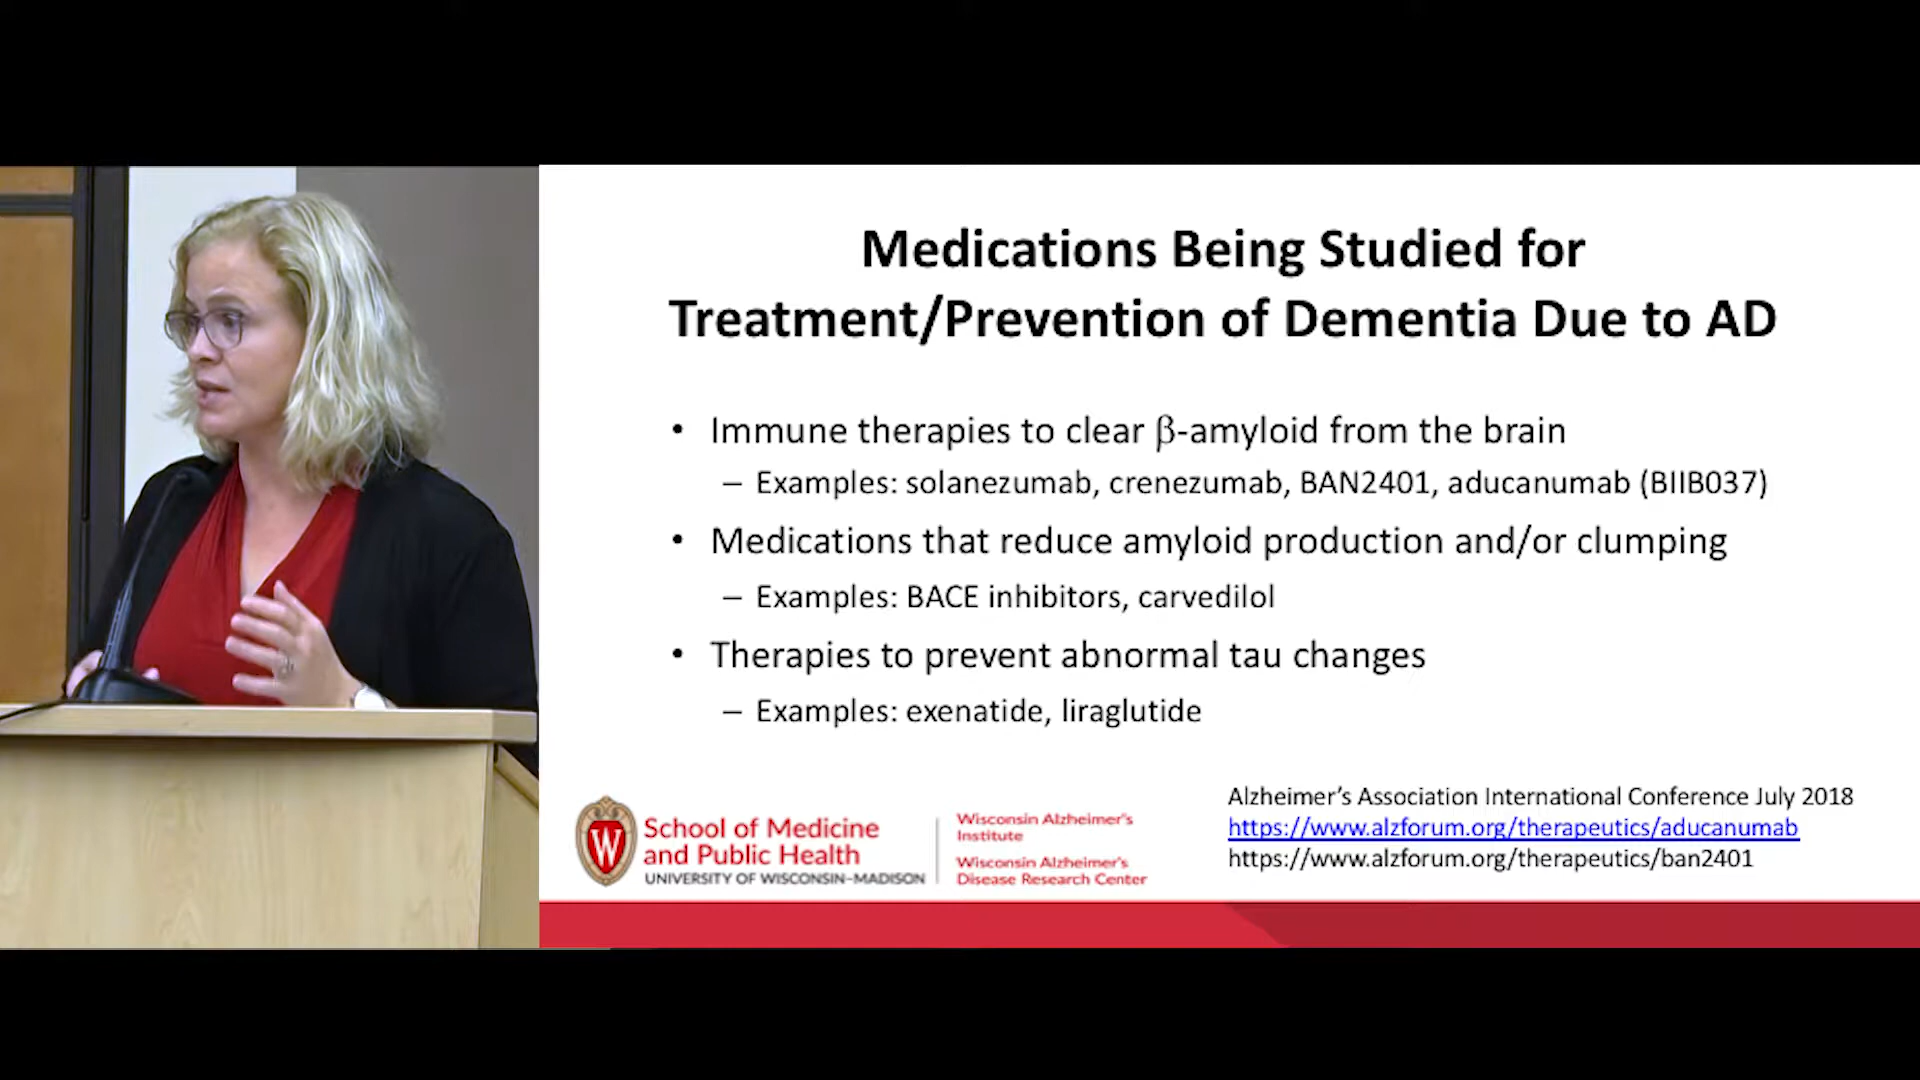 Medications Being Studied for
Treatment/Prevention of Dementia Due to AD
• Immune therapies to clear β-amyloid from the brain
– Examples: solanezumab, crenezumab, BAN2401, aducanumab (BIIB037)
• Medications that reduce amyloid production and/or clumping
– Examples: BACE inhibitors, carvedilol
• Therapies to prevent abnormal tau changes
– Examples: exenatide, liraglutide
W
School of Medicine
and Public Health
UNIVERSITY OF WISCONSIN–MADISON
Wisconsin Alzheimer's
Institute
Wisconsin Alzheimer's
Disease Research Center
Alzheimer’s Association International Conference July 2018
https://www.alzforum.org/therapeutics/aducanumab
https://www.alzforum.org/therapeutics/ban2401